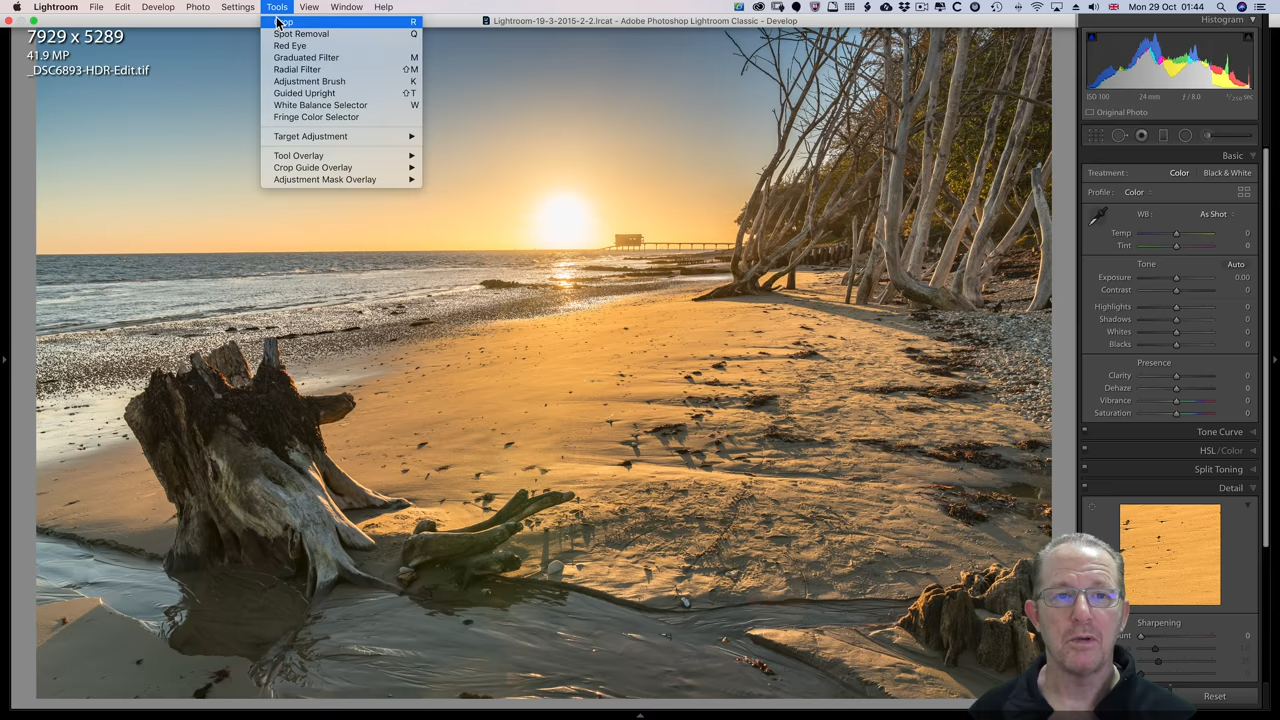 Lightroom File Edit Develop Photo Settings Tools View Window Help
Mon 26 Oct 01:44
Lightroom-19-3-2015-2-2.lrcat - Adobe Photoshop Lightroom Classic - Develop
7929 x 5289
41.9 MP
_DSC6893-HDR-Edit.tif
R
Spot Removal Q
Red Eye
Graduated Filter M
Radial Filter ⇧M
Adjustment Brush K
Guided Upright ⇧T
White Balance Selector W
Fringe Color Selector
Target Adjustment
Tool Overlay
Crop Guide Overlay
Adjustment Mask Overlay
Histogram
ISO 100 24 mm f / 8.0
Original Photo
Basic
Treatment : Color Black & White
Profile : Color
WB : As Shot
Temp 0
Tint 0
Tone Auto
Exposure 0.00
Contrast 0
Highlights 0
Shadows 0
Whites 0
Blacks 0
Presence
Clarity 0
Dehaze 0
Vibrance 0
Saturation 0
Tone Curve
HSL / Color
Split Toning
Detail
Sharpening
0
Reset